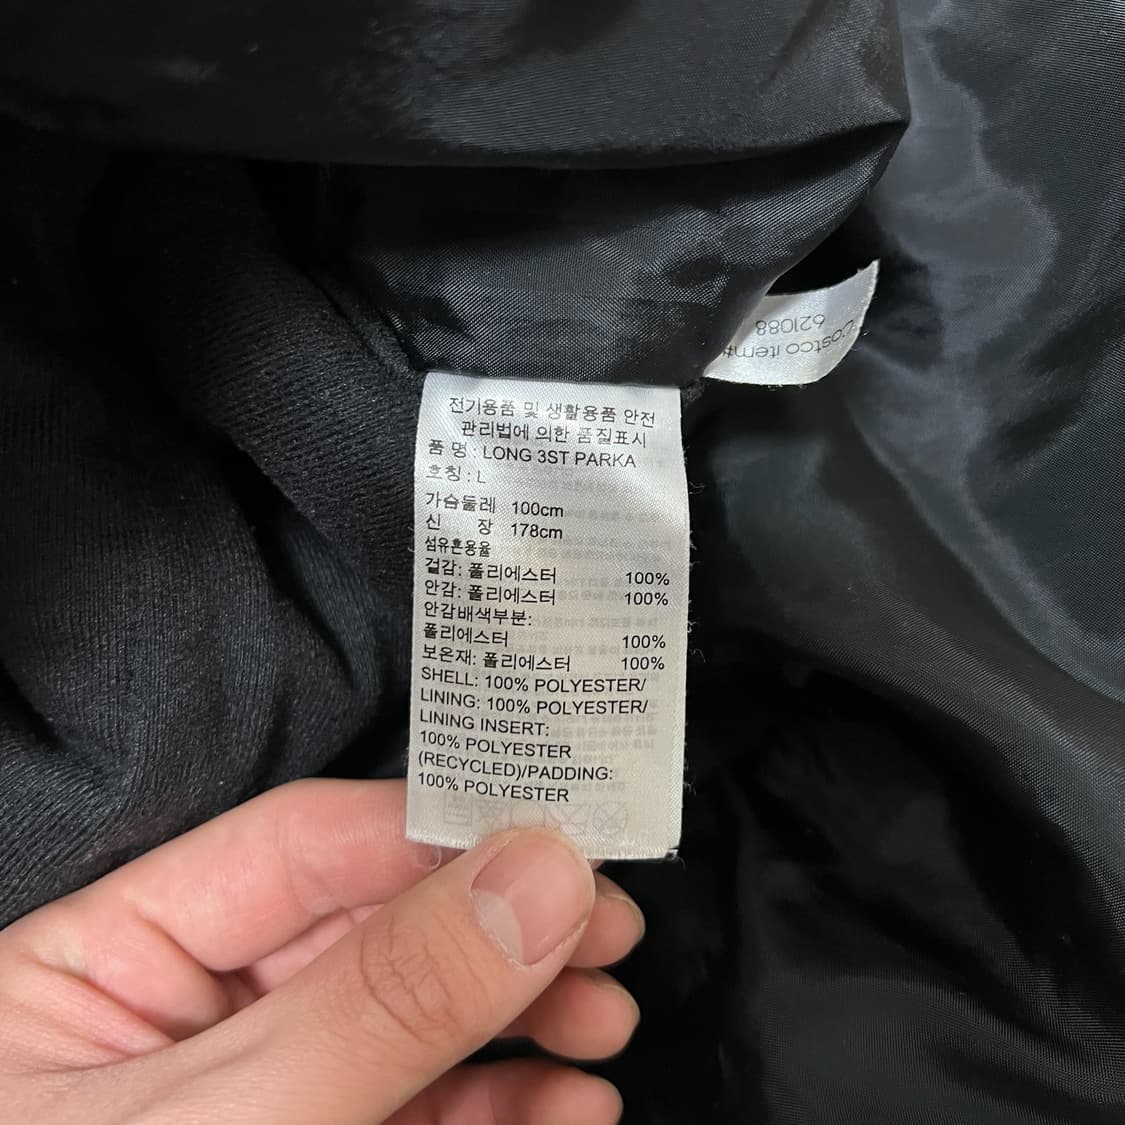 Costco item#
621088
전기용품 및 생활용품 안전
관리법에 의한 품질표시
품 명 : LONG 3ST PARKA
호칭 : L
가슴둘레 100cm
신 장 178cm
섬유혼용율
겉감: 폴리에스터 100%
안감: 폴리에스터 100%
안감배색부분:
폴리에스터 100%
보온재: 폴리에스터 100%
SHELL: 100% POLYESTER/
LINING: 100% POLYESTER/
LINING INSERT:
100% POLYESTER
(RECYCLED)/PADDING:
100% POLYESTER